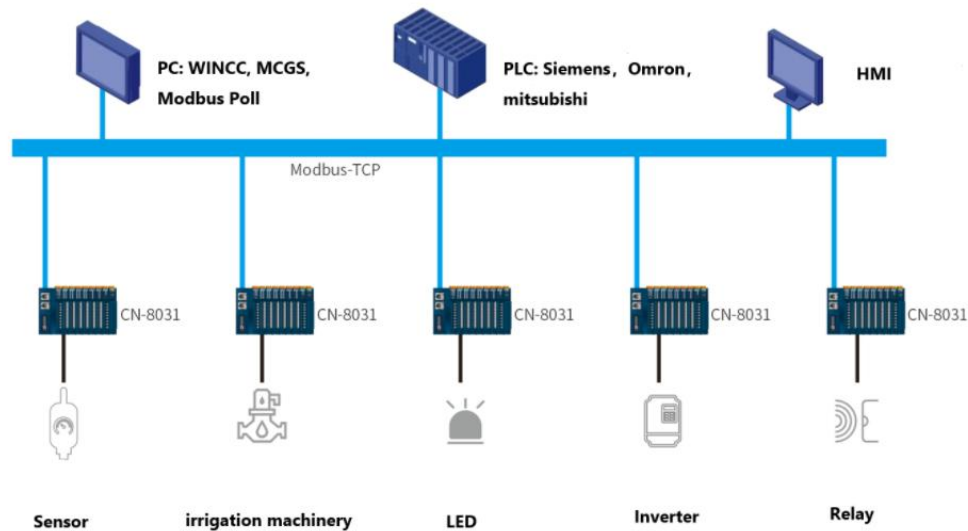 PC: WINCC, MCGS,
Modbus Poll
PLC: Siemens，Omron，
mitsubishi
HMI
Modbus-TCP
CN-8031
CN-8031
CN-8031
CN-8031
CN-8031
Sensor
irrigation machinery
LED
Inverter
Relay